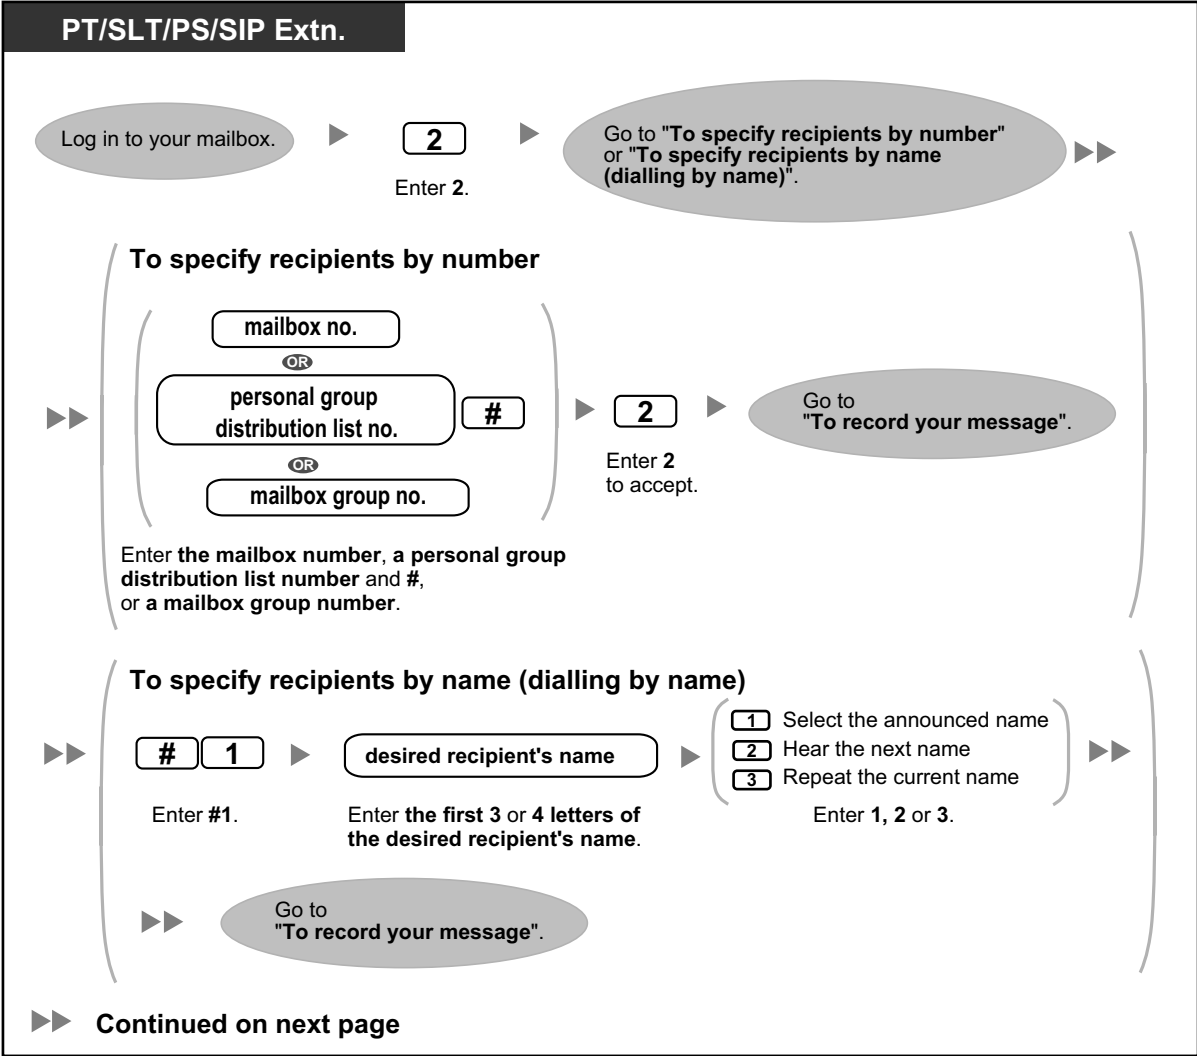 PT/SLT/PS/SIP Extn.
Log in to your mailbox.
2
Enter 2.
Go to "To specify recipients by number"
or "To specify recipients by name
(dialling by name)".
To specify recipients by number
mailbox no.
OR
personal group
distribution list no.
#
OR
mailbox group no.
Enter the mailbox number, a personal group
distribution list number and #,
or a mailbox group number.
2
Enter 2
to accept.
Go to
"To record your message".
To specify recipients by name (dialling by name)
# 1
Enter #1.
desired recipient's name
Enter the first 3 or 4 letters of
the desired recipient's name.
1 Select the announced name
2 Hear the next name
3 Repeat the current name
Enter 1, 2 or 3.
Go to
"To record your message".
Continued on next page